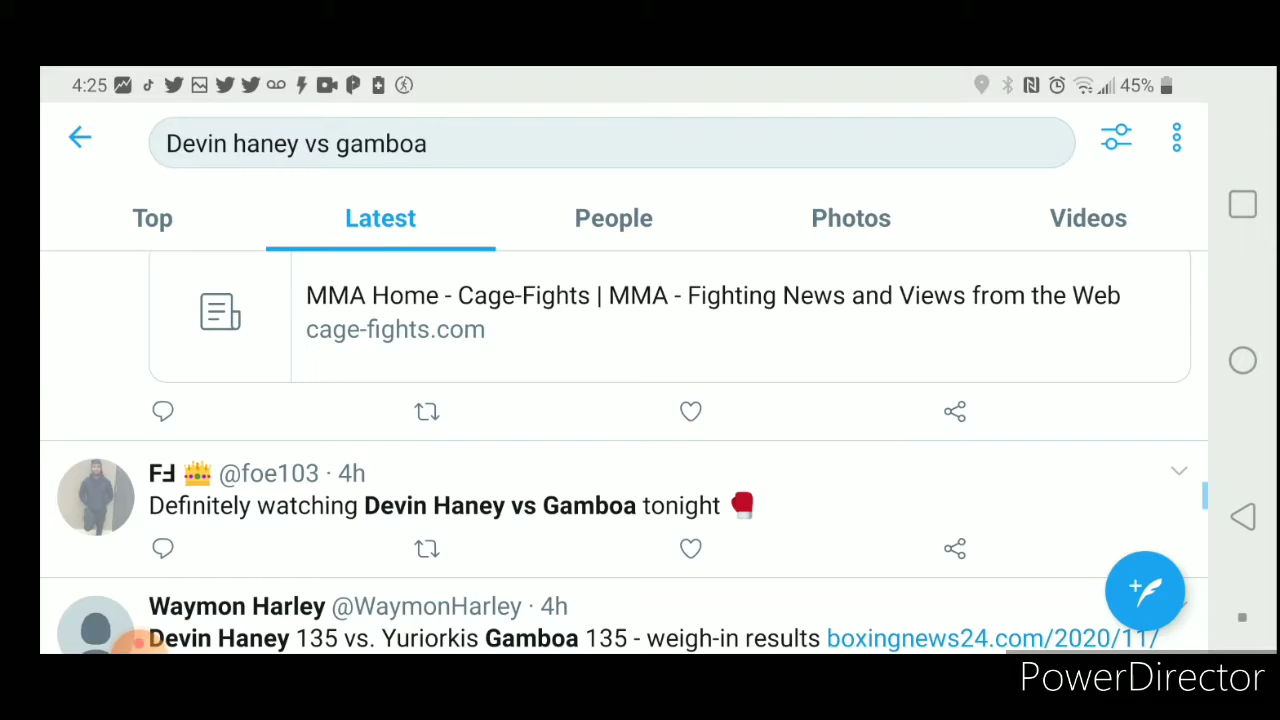 4:25 45%
Devin haney vs gamboa
Top Latest People Photos Videos
MMA Home - Cage-Fights | MMA - Fighting News and Views from the Web
cage-fights.com
FℲ 👑 @foe103 · 4h
Definitely watching Devin Haney vs Gamboa tonight 🥊
Waymon Harley @WaymonHarley · 4h
Devin Haney 135 vs. Yuriorkis Gamboa 135 - weigh-in results boxingnews24.com/2020/11/
PowerDirector